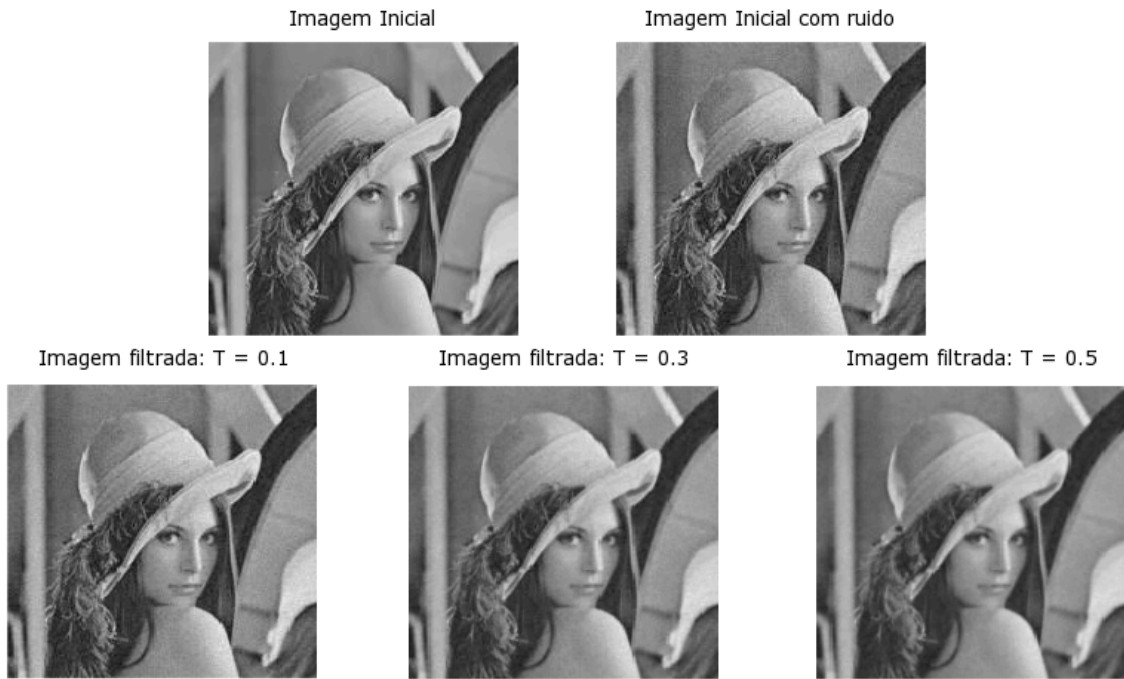 Imagem Inicial
Imagem Inicial com ruido
Imagem filtrada: T = 0.1
Imagem filtrada: T = 0.3
Imagem filtrada: T = 0.5